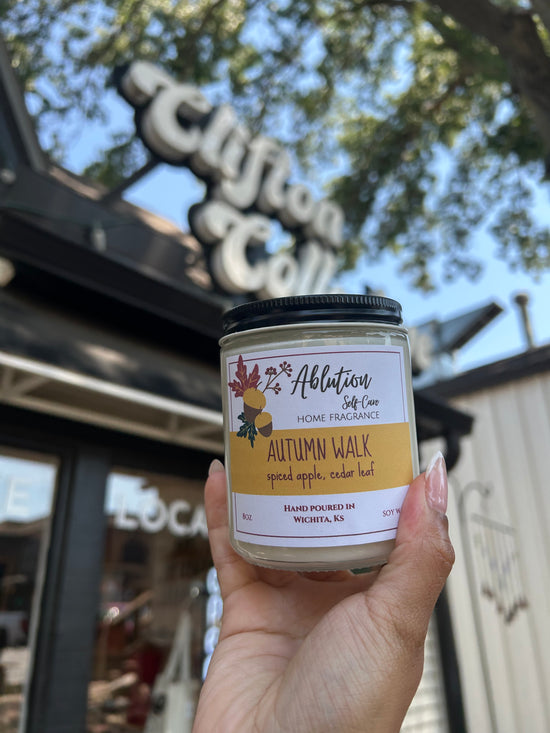 Clifton
Coll
LOCA
Ablution
Self-Care
HOME FRAGRANCE
AUTUMN WALK
spiced apple, cedar leaf
HAND POURED IN
WICHITA, KS
8OZ
SOY W